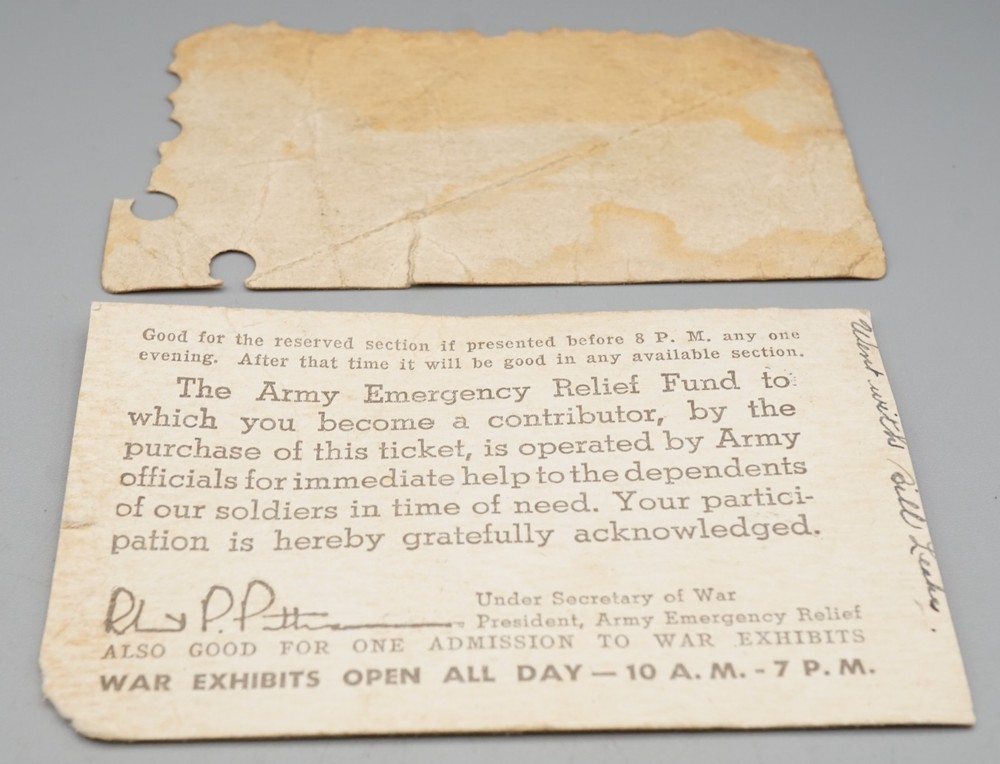 Good for the reserved section if presented before 8 P. M. any one
evening. After that time it will be good in any available section.
The Army Emergency Relief Fund to
which you become a contributor, by the
purchase of this ticket, is operated by Army
officials for immediate help to the dependents
of our soldiers in time of need. Your partici-
pation is hereby gratefully acknowledged.
Under Secretary of War
President, Army Emergency Relief
ALSO GOOD FOR ONE ADMISSION TO WAR EXHIBITS
WAR EXHIBITS OPEN ALL DAY — 10 A. M. - 7 P. M.
Went with Bill